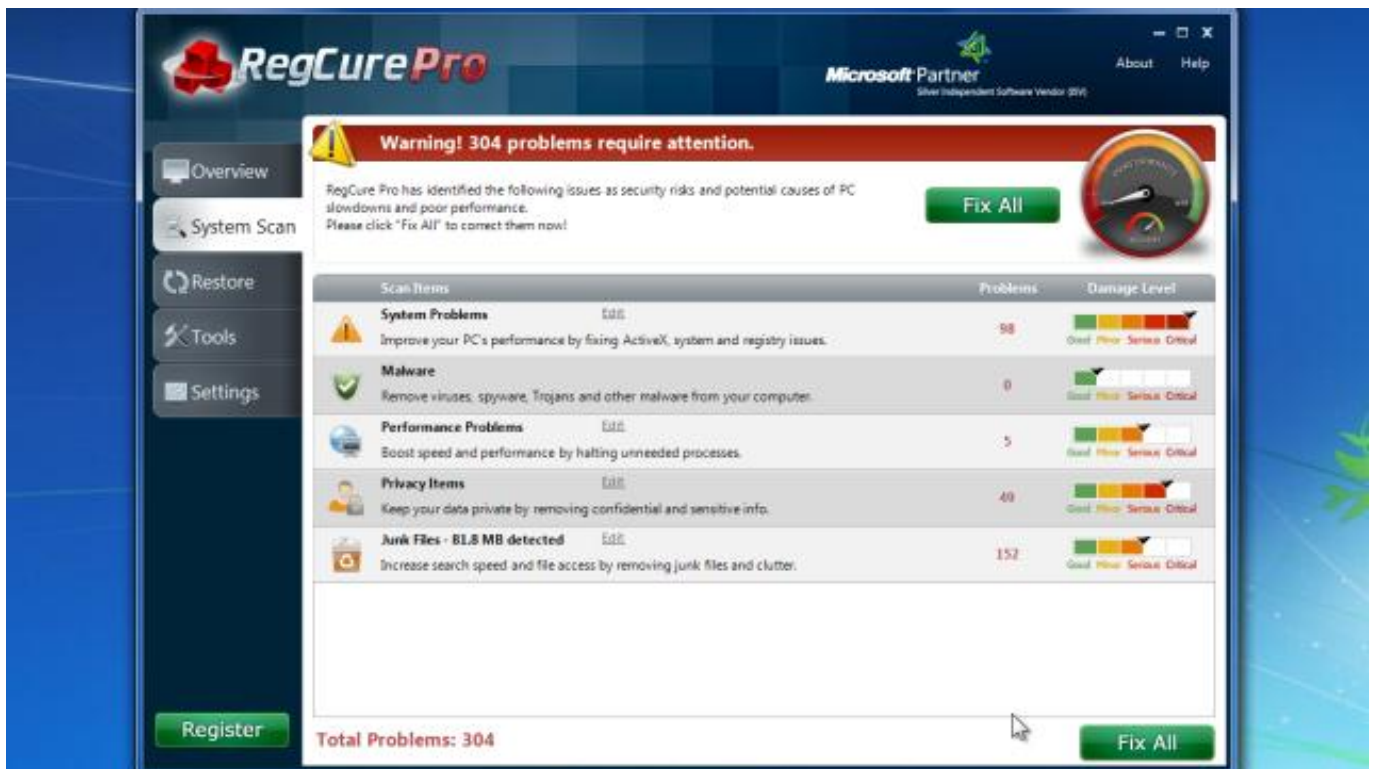 RegCure Pro
Microsoft Partner
Silver Independent Software Vendor (ISV)
About Help
Warning! 304 problems require attention.
RegCure Pro has identified the following issues as security risks and potential causes of PC
slowdowns and poor performance.
Please click "Fix All" to correct them now!
Fix All
PERFORMANCE
Overview
System Scan
Restore
Tools
Settings
Scan Items Problems Damage Level
System Problems Edit
Improve your PC's performance by fixing ActiveX, system and registry issues.
98
Good Minor Serious Critical
Malware
Remove viruses, spyware, Trojans and other malware from your computer.
0
Good Minor Serious Critical
Performance Problems Edit
Boost speed and performance by halting unneeded processes.
5
Good Minor Serious Critical
Privacy Items Edit
Keep your data private by removing confidential and sensitive info.
49
Good Minor Serious Critical
Junk Files - 81.8 MB detected Edit
Increase search speed and file access by removing junk files and clutter.
152
Good Minor Serious Critical
Register
Total Problems: 304
Fix All